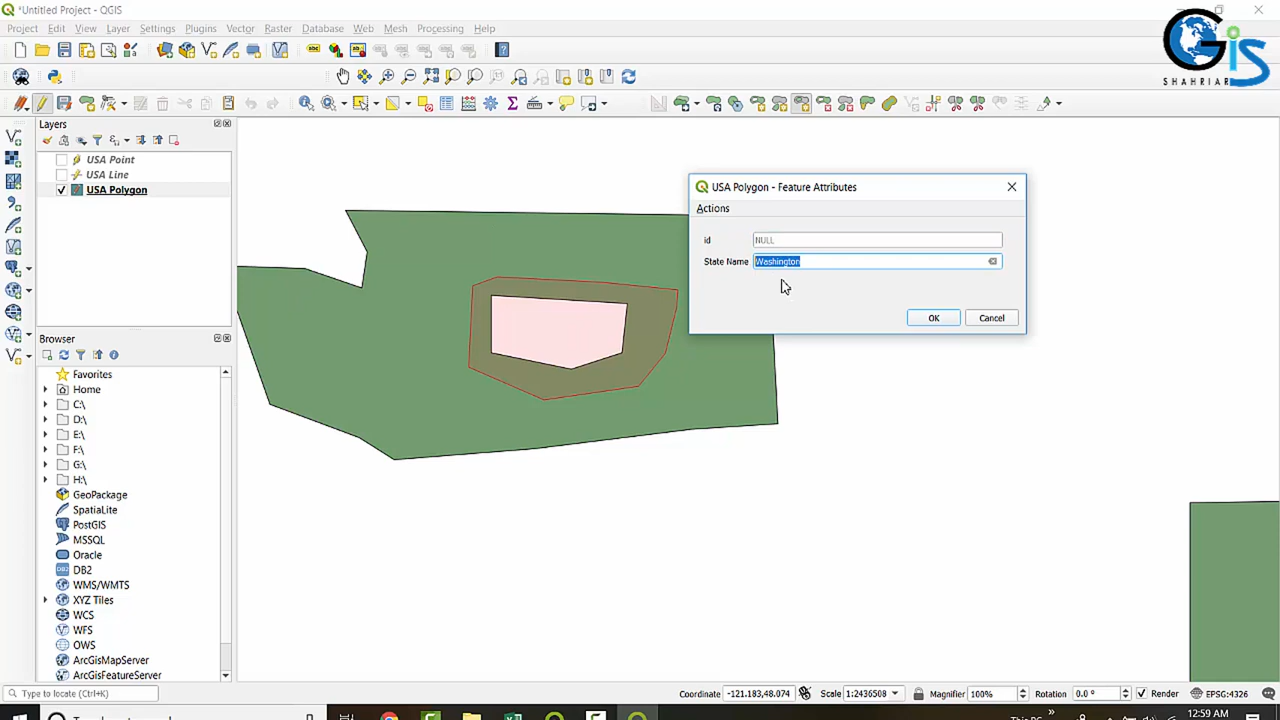 *Untitled Project - QGIS
Project Edit View Layer Settings Plugins Vector Raster Database Web Mesh Processing Help
GIS
SHAHRIAR
Layers
USA Point
USA Line
USA Polygon
USA Polygon - Feature Attributes
Actions
id NULL
State Name Washington
OK Cancel
Browser
Favorites
Home
C:\
D:\
E:\
F:\
G:\
H:\
GeoPackage
SpatiaLite
PostGIS
MSSQL
Oracle
DB2
WMS/WMTS
XYZ Tiles
WCS
WFS
OWS
ArcGisMapServer
ArcGisFeatureServer
Type to locate (Ctrl+K) Coordinate -121.183,48.074 Scale 1:2436508 Magnifier 100% Rotation 0.0 ° Render EPSG:4326
12:59 AM